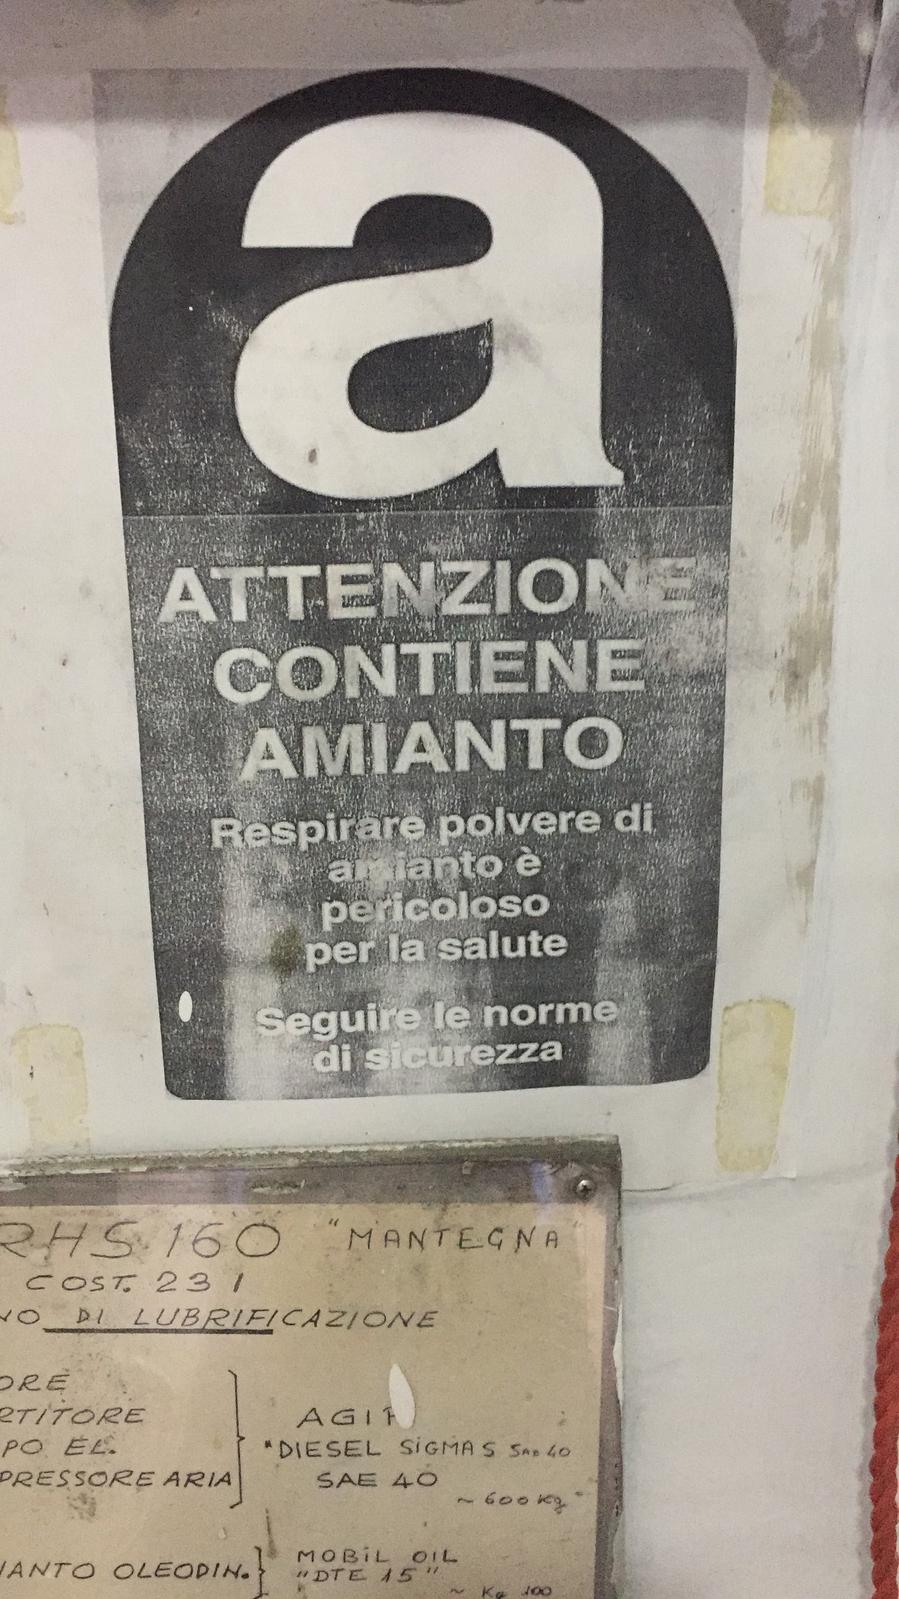 a
ATTENZIONE
CONTIENE
AMIANTO
Respirare polvere di
amianto è
pericoloso
per la salute
Seguire le norme
di sicurezza
RHS 160 "MANTEGNA"
COST. 231
NO DI LUBRIFICAZIONE
ORE
RTITORE
PO EL.
PRESSORE ARIA
AGIP
"DIESEL SIGMA S SAE 40
SAE 40
~ 600 Kg"
IANTO OLEODIN.
MOBIL OIL
"DTE 15"
~ Kg 100